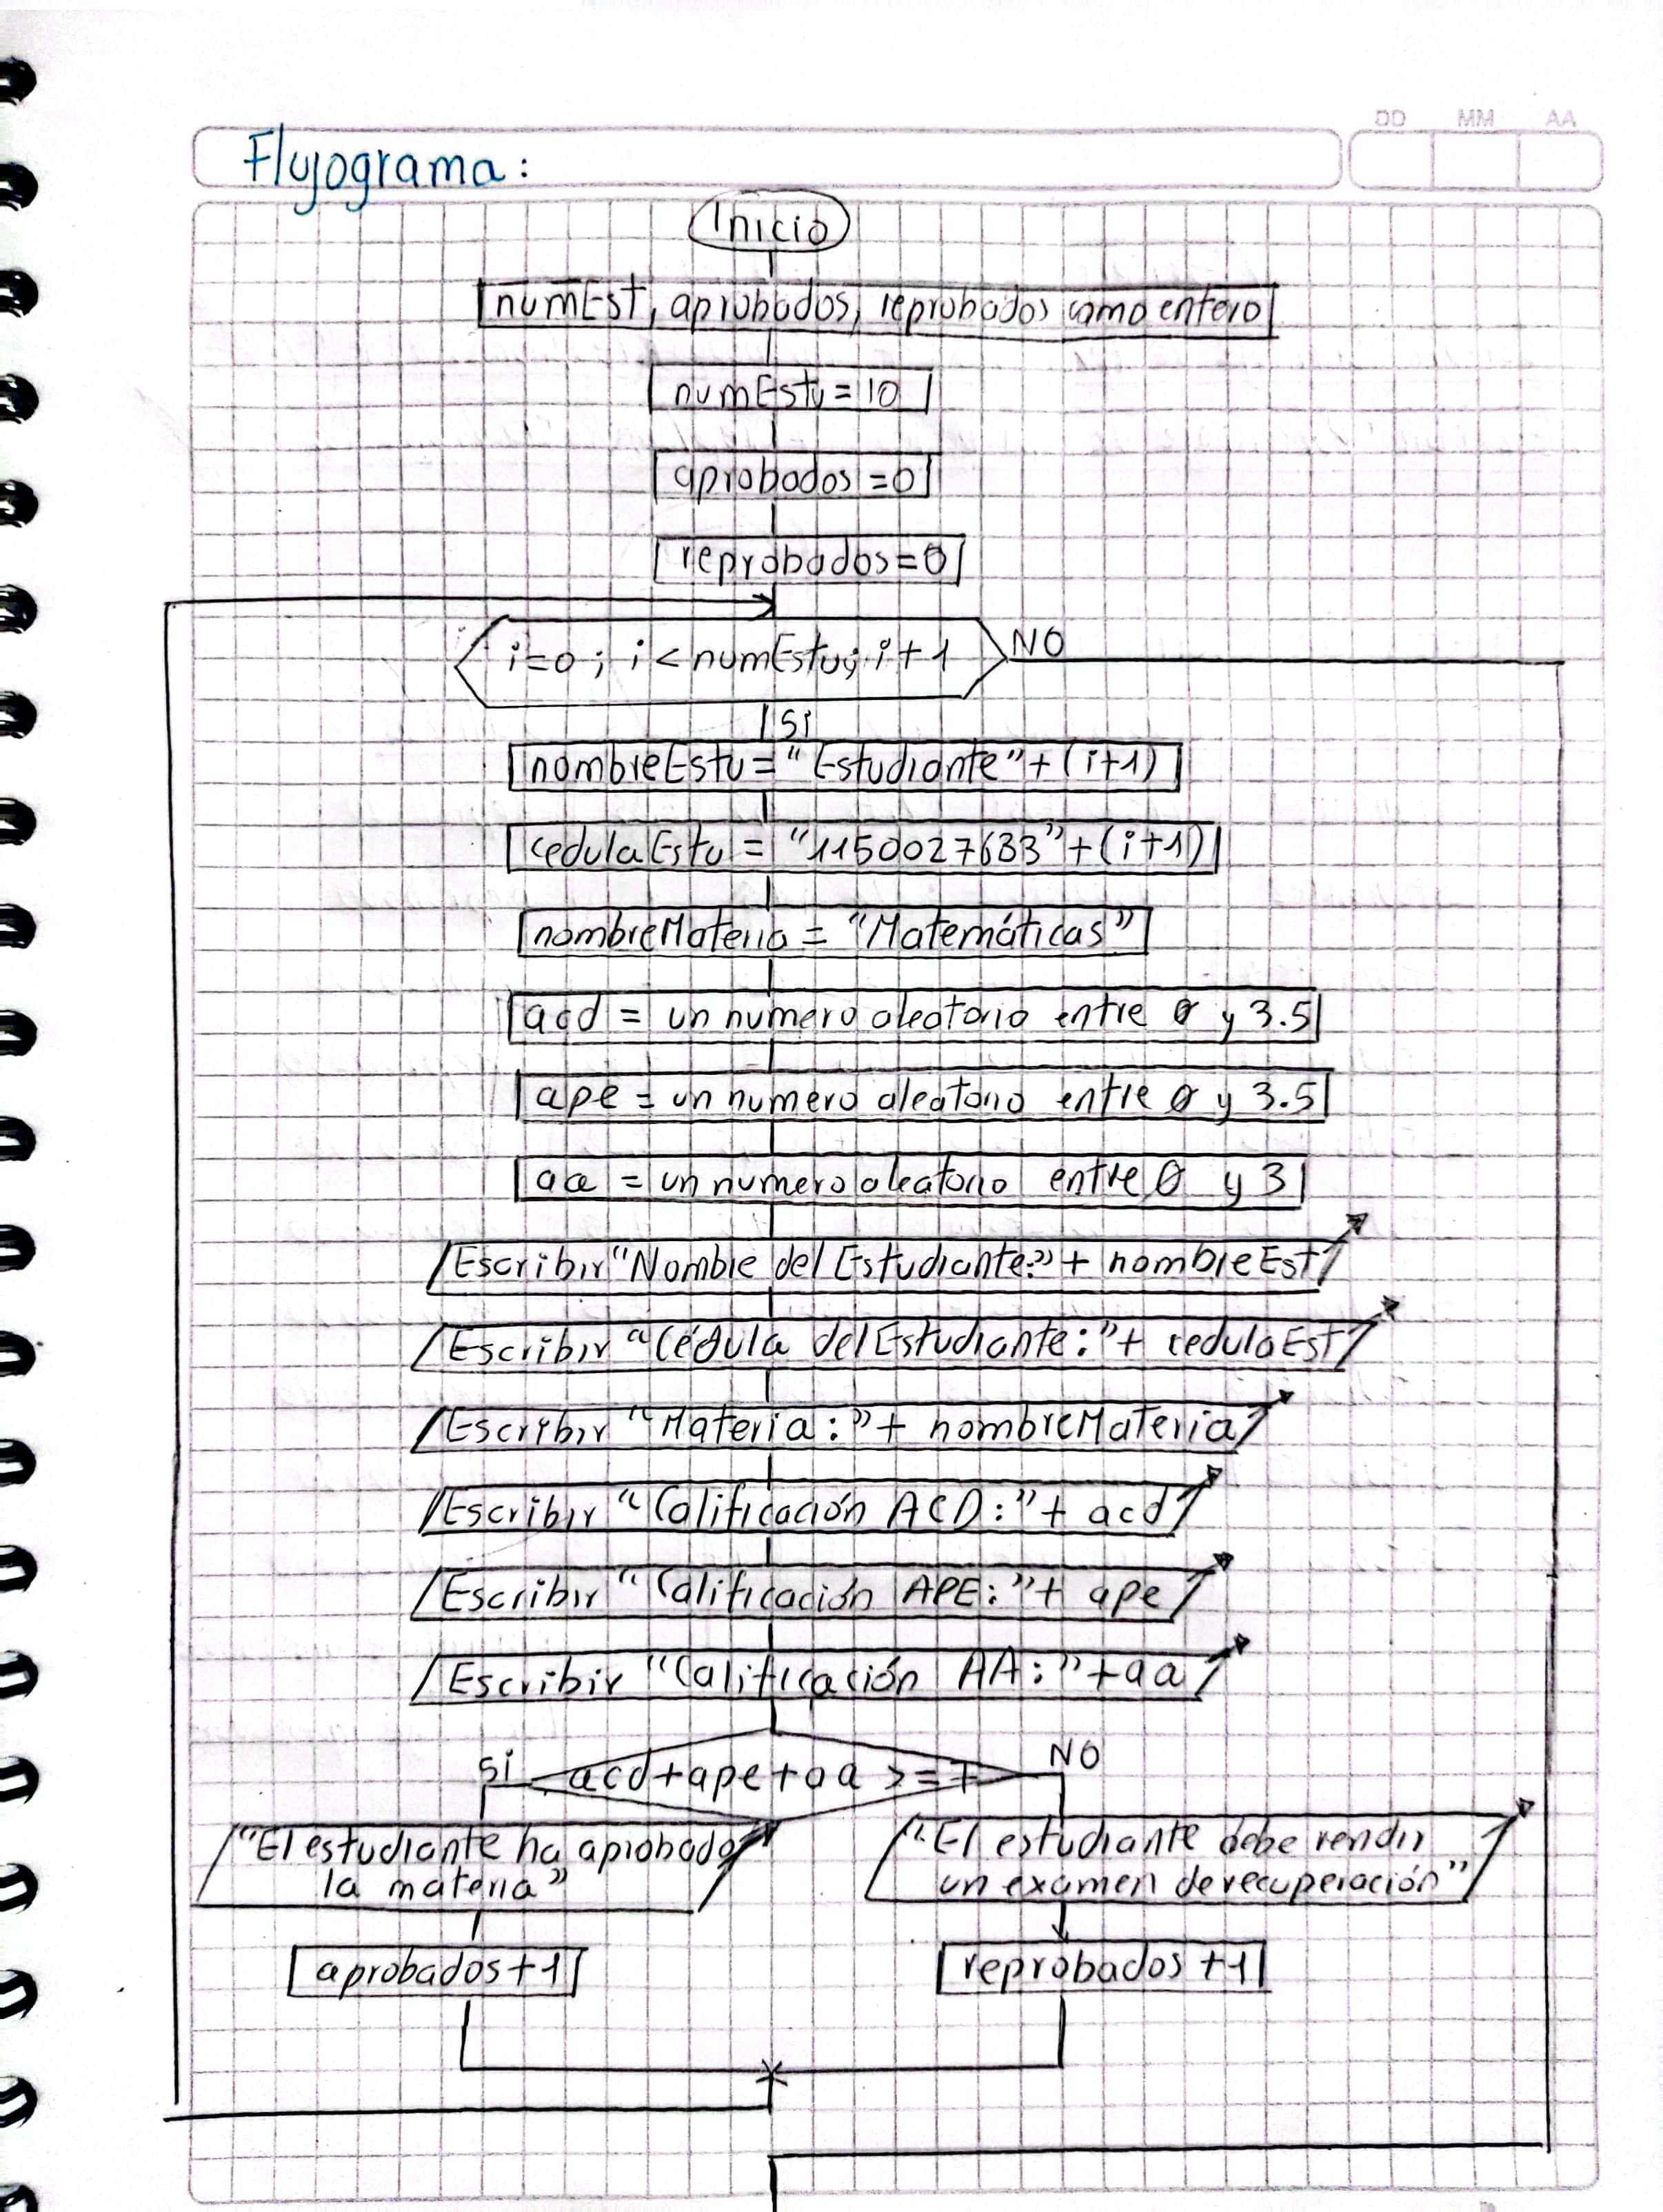 DD MM AA
Flujograma:
Inicio
numEst, aprobados, reprobados como entero
numEstu = 10
aprobados = 0
reprobados = 0
i=0 ; i < numEstu; i + 1
NO
SI
nombreEstu = "Estudiante" + (i+1)
cedulaEstu = "1150027633" + (i+1)
nombreMateria = "Matemáticas"
acd = un numero aleatorio entre 0 y 3.5
ape = un numero aleatorio entre 0 y 3.5
aa = un numero aleatorio entre 0 y 3
Escribir "Nombre del Estudiante:" + nombreEst
Escribir "Cédula del Estudiante:" + cedulaEst
Escribir "Materia:" + nombreMateria
Escribir "Calificación ACD:" + acd
Escribir "Calificación APE:" + ape
Escribir "Calificación AA:" + aa
SI
acd + ape + aa >= 7
NO
"El estudiante ha aprobado
la materia"
"El estudiante debe rendir
un examen de recuperación"
aprobados + 1
reprobados + 1